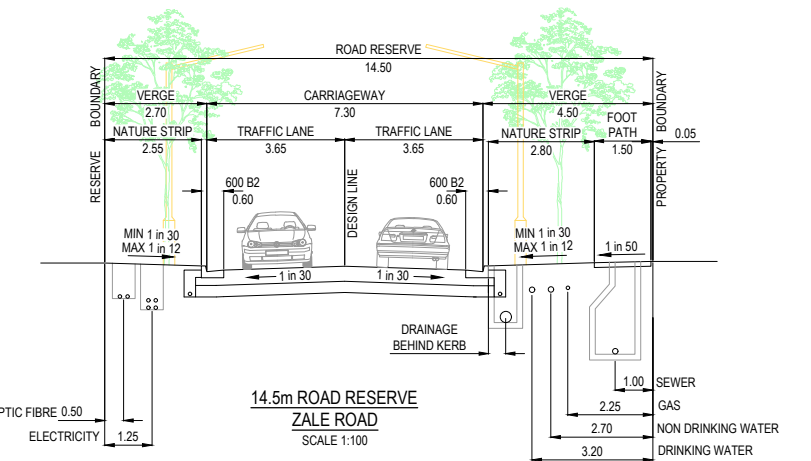 ROAD RESERVE
14.50
BOUNDARY
VERGE
2.70
CARRIAGEWAY
7.30
VERGE
4.50
BOUNDARY
NATURE STRIP
2.55
TRAFFIC LANE
3.65
TRAFFIC LANE
3.65
NATURE STRIP
2.80
FOOT
PATH
1.50
0.05
RESERVE
600 B2
0.60
DESIGN LINE
600 B2
0.60
PROPERTY
MIN 1 in 30
MAX 1 in 12
MIN 1 in 30
MAX 1 in 12
1 in 50
1 in 30
1 in 30
DRAINAGE
BEHIND KERB
14.5m ROAD RESERVE
ZALE ROAD
SCALE 1:100
PTIC FIBRE 0.50
ELECTRICITY 1.25
1.00 SEWER
2.25 GAS
2.70 NON DRINKING WATER
3.20 DRINKING WATER